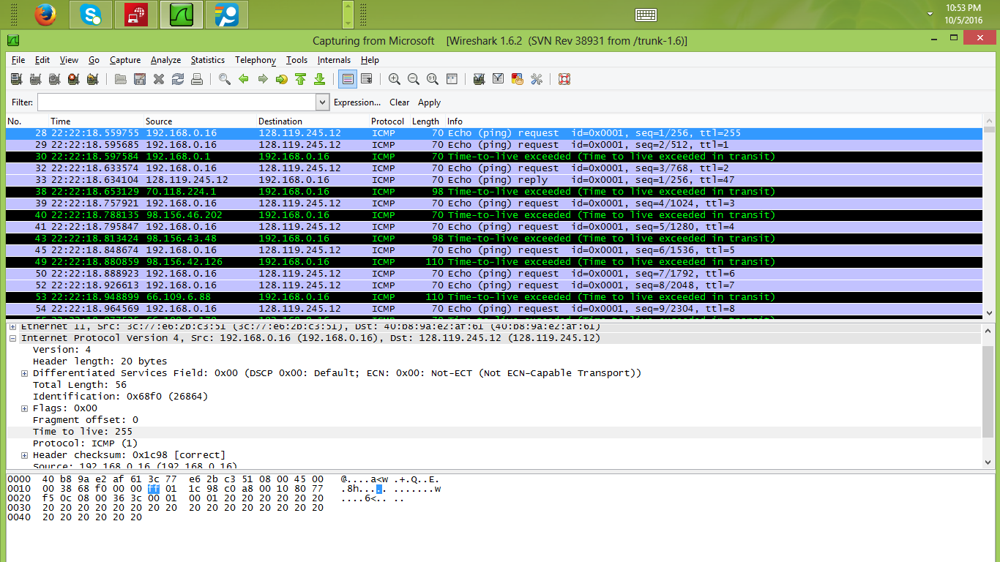 10:53 PM
10/5/2016
Capturing from Microsoft [Wireshark 1.6.2 (SVN Rev 38931 from /trunk-1.6)]
File Edit View Go Capture Analyze Statistics Telephony Tools Internals Help
Filter: Expression... Clear Apply
No. Time Source Destination Protocol Length Info
28 22:22:18.559755 192.168.0.16 128.119.245.12 ICMP 70 Echo (ping) request id=0x0001, seq=1/256, ttl=255
29 22:22:18.595685 192.168.0.16 128.119.245.12 ICMP 70 Echo (ping) request id=0x0001, seq=2/512, ttl=1
30 22:22:18.597584 192.168.0.1 192.168.0.16 ICMP 70 Time-to-live exceeded (Time to live exceeded in transit)
32 22:22:18.633574 192.168.0.16 128.119.245.12 ICMP 70 Echo (ping) request id=0x0001, seq=3/768, ttl=2
33 22:22:18.634104 128.119.245.12 192.168.0.16 ICMP 70 Echo (ping) reply id=0x0001, seq=1/256, ttl=47
38 22:22:18.653129 70.118.224.1 192.168.0.16 ICMP 98 Time-to-live exceeded (Time to live exceeded in transit)
39 22:22:18.757921 192.168.0.16 128.119.245.12 ICMP 70 Echo (ping) request id=0x0001, seq=4/1024, ttl=3
40 22:22:18.788135 98.156.46.202 192.168.0.16 ICMP 70 Time-to-live exceeded (Time to live exceeded in transit)
41 22:22:18.795847 192.168.0.16 128.119.245.12 ICMP 70 Echo (ping) request id=0x0001, seq=5/1280, ttl=4
43 22:22:18.813424 98.156.43.48 192.168.0.16 ICMP 98 Time-to-live exceeded (Time to live exceeded in transit)
45 22:22:18.848674 192.168.0.16 128.119.245.12 ICMP 70 Echo (ping) request id=0x0001, seq=6/1536, ttl=5
49 22:22:18.880859 98.156.42.126 192.168.0.16 ICMP 110 Time-to-live exceeded (Time to live exceeded in transit)
50 22:22:18.888923 192.168.0.16 128.119.245.12 ICMP 70 Echo (ping) request id=0x0001, seq=7/1792, ttl=6
52 22:22:18.926613 192.168.0.16 128.119.245.12 ICMP 70 Echo (ping) request id=0x0001, seq=8/2048, ttl=7
53 22:22:18.948899 66.109.6.88 192.168.0.16 ICMP 110 Time-to-live exceeded (Time to live exceeded in transit)
54 22:22:18.964569 192.168.0.16 128.119.245.12 ICMP 70 Echo (ping) request id=0x0001, seq=9/2304, ttl=8
Ethernet II, Src: 3c:77:e6:2b:c3:51 (3c:77:e6:2b:c3:51), Dst: 40:b8:9a:e2:af:61 (40:b8:9a:e2:af:61)
Internet Protocol Version 4, Src: 192.168.0.16 (192.168.0.16), Dst: 128.119.245.12 (128.119.245.12)
Version: 4
Header length: 20 bytes
Differentiated Services Field: 0x00 (DSCP 0x00: Default; ECN: 0x00: Not-ECT (Not ECN-Capable Transport))
Total Length: 56
Identification: 0x68f0 (26864)
Flags: 0x00
Fragment offset: 0
Time to live: 255
Protocol: ICMP (1)
Header checksum: 0x1c98 [correct]
Source: 192.168.0.16 (192.168.0.16)
0000 40 b8 9a e2 af 61 3c 77 e6 2b c3 51 08 00 45 00 @....a<w .+.Q..E.
0010 00 38 68 f0 00 00 ff 01 1c 98 c0 a8 00 10 80 77 .8h..... .......w
0020 f5 0c 08 00 36 3c 00 01 00 01 20 20 20 20 20 20 ....6<.. ..
0030 20 20 20 20 20 20 20 20 20 20 20 20 20 20 20 20
0040 20 20 20 20 20 20